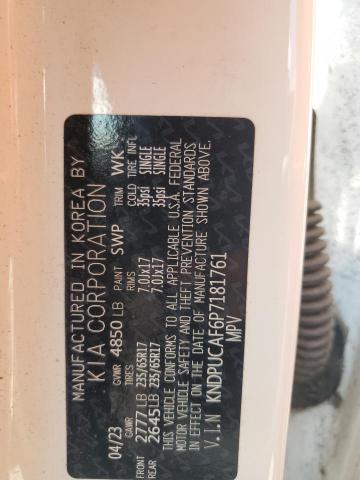 MANUFACTURED IN KOREA BY
KIA CORPORATION
04/23 GVWR 4850 LB PAINT SWP TRIM WK
GAWR TIRES RIMS COLD TIRE
FRONT 2777 LB 235/65R17 7.0JX17 35psi SINGLE
REAR 2645 LB 235/65R17 7.0JX17 35psi SINGLE
THIS VEHICLE CONFORMS TO ALL APPLICABLE U.S.A. FEDERAL
MOTOR VEHICLE SAFETY AND THEFT PREVENTION STANDARDS
IN EFFECT ON THE DATE OF MANUFACTURE SHOWN ABOVE.
V.I.N KNDPUCAF6P7181761
MPV